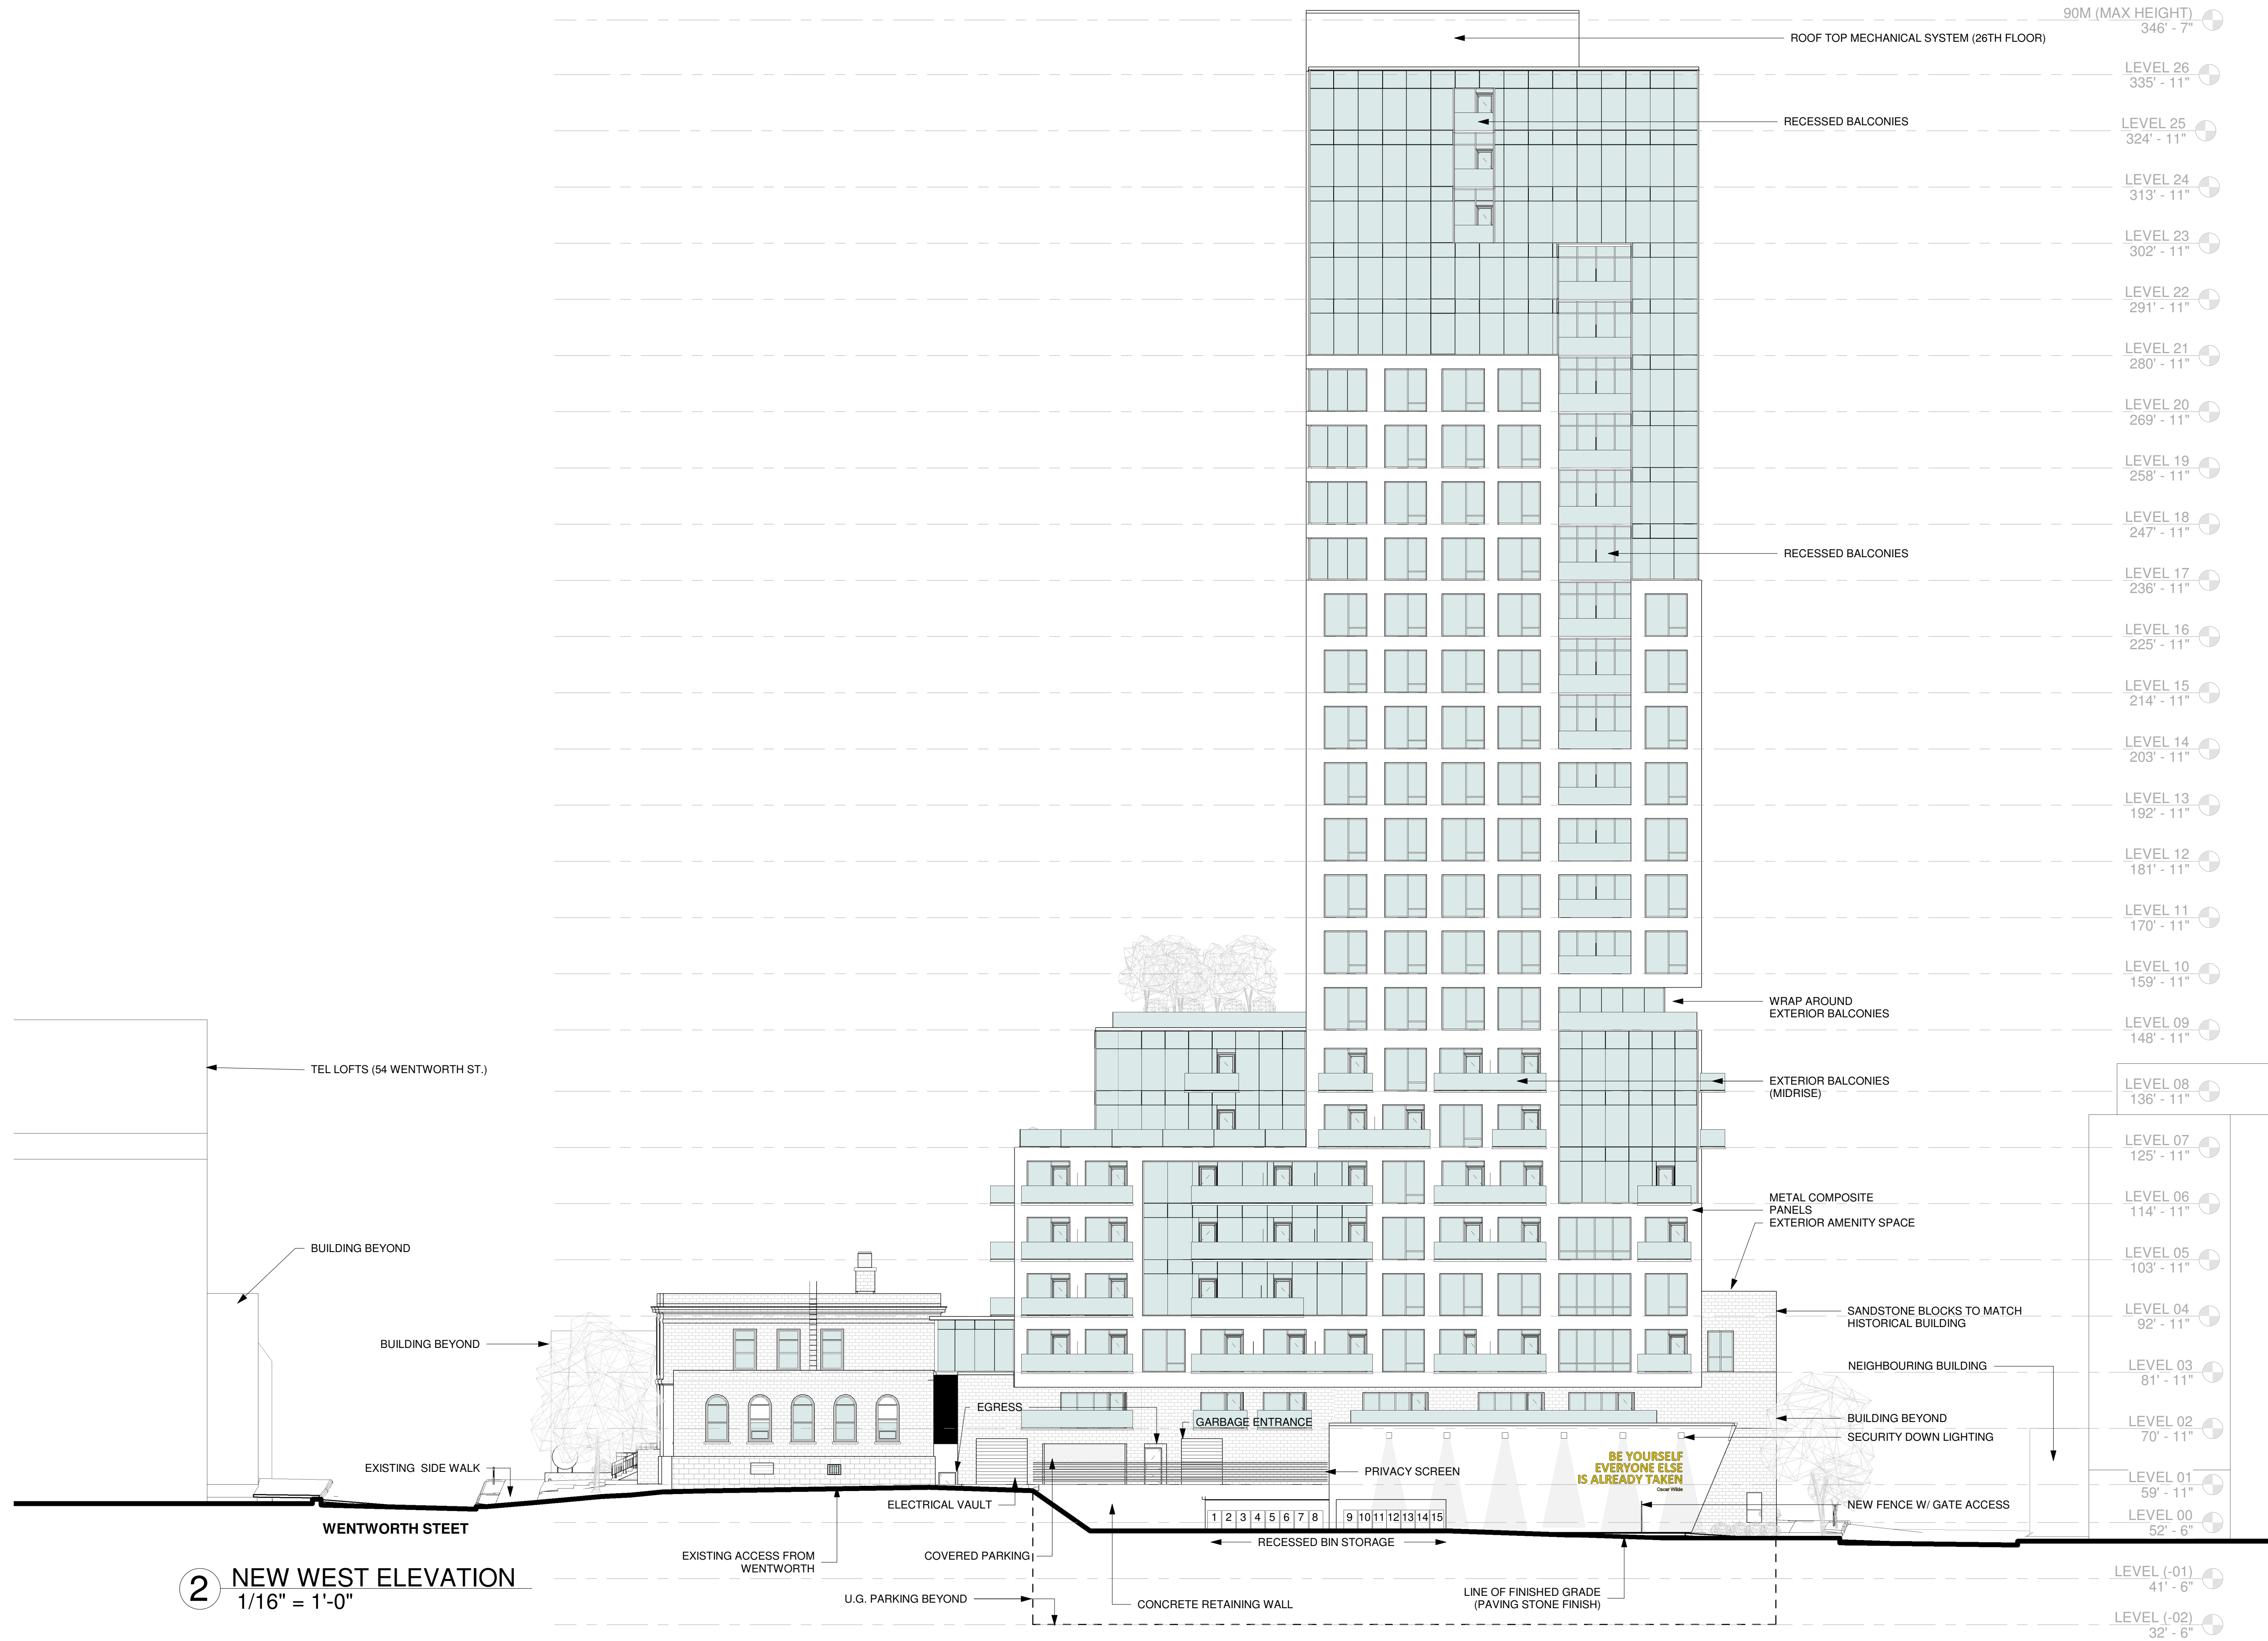 90M (MAX HEIGHT)
346' - 7"
ROOF TOP MECHANICAL SYSTEM (26TH FLOOR)
LEVEL 26
335' - 11"
RECESSED BALCONIES
LEVEL 25
324' - 11"
LEVEL 24
313' - 11"
LEVEL 23
302' - 11"
LEVEL 22
291' - 11"
LEVEL 21
280' - 11"
LEVEL 20
269' - 11"
LEVEL 19
258' - 11"
LEVEL 18
247' - 11"
RECESSED BALCONIES
LEVEL 17
236' - 11"
LEVEL 16
225' - 11"
LEVEL 15
214' - 11"
LEVEL 14
203' - 11"
LEVEL 13
192' - 11"
LEVEL 12
181' - 11"
LEVEL 11
170' - 11"
LEVEL 10
159' - 11"
WRAP AROUND
EXTERIOR BALCONIES
LEVEL 09
148' - 11"
TEL LOFTS (54 WENTWORTH ST.)
EXTERIOR BALCONIES
(MIDRISE)
LEVEL 08
136' - 11"
LEVEL 07
125' - 11"
METAL COMPOSITE
PANELS
LEVEL 06
114' - 11"
EXTERIOR AMENITY SPACE
BUILDING BEYOND
LEVEL 05
103' - 11"
SANDSTONE BLOCKS TO MATCH
HISTORICAL BUILDING
LEVEL 04
92' - 11"
BUILDING BEYOND
NEIGHBOURING BUILDING
LEVEL 03
81' - 11"
EGRESS
GARBAGE ENTRANCE
BUILDING BEYOND
LEVEL 02
70' - 11"
SECURITY DOWN LIGHTING
BE YOURSELF
EVERYONE ELSE
IS ALREADY TAKEN
Oscar Wilde
EXISTING SIDE WALK
PRIVACY SCREEN
LEVEL 01
59' - 11"
ELECTRICAL VAULT
NEW FENCE W/ GATE ACCESS
1 2 3 4 5 6 7 8
9 10 11 12 13 14 15
LEVEL 00
52' - 6"
WENTWORTH STEET
RECESSED BIN STORAGE
EXISTING ACCESS FROM
WENTWORTH
COVERED PARKING
2
NEW WEST ELEVATION
1/16" = 1'-0"
U.G. PARKING BEYOND
CONCRETE RETAINING WALL
LINE OF FINISHED GRADE
(PAVING STONE FINISH)
LEVEL (-01)
41' - 6"
LEVEL (-02)
32' - 6"